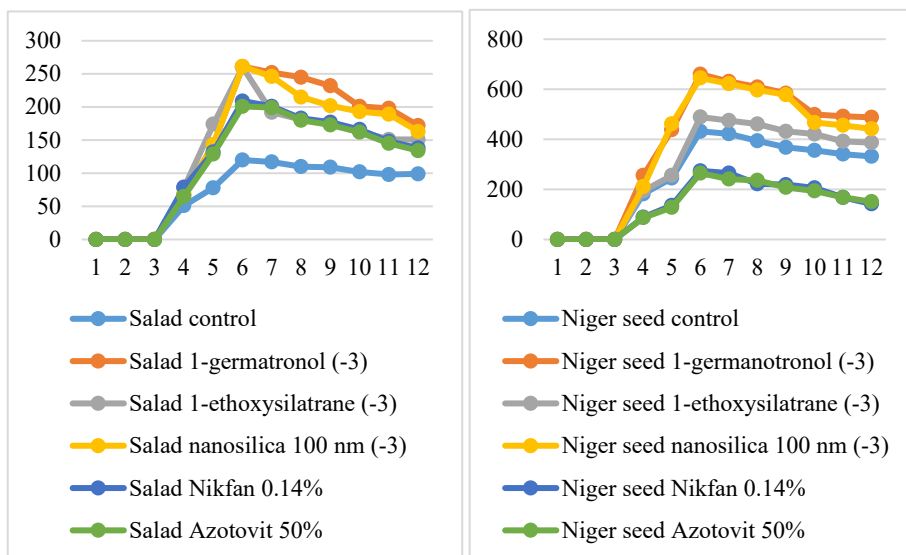 300
250
200
150
100
50
0
1 2 3 4 5 6 7 8 9 10 11 12
Salad control
Salad 1-germatronol (-3)
Salad 1-ethoxysilatrane (-3)
Salad nanosilica 100 nm (-3)
Salad Nikfan 0.14%
Salad Azotovit 50%
800
600
400
200
0
1 2 3 4 5 6 7 8 9 10 11 12
Niger seed control
Niger seed 1-germanotronol (-3)
Niger seed 1-ethoxysilatrane (-3)
Niger seed nanosilica 100 nm (-3)
Niger seed Nikfan 0.14%
Niger seed Azotovit 50%